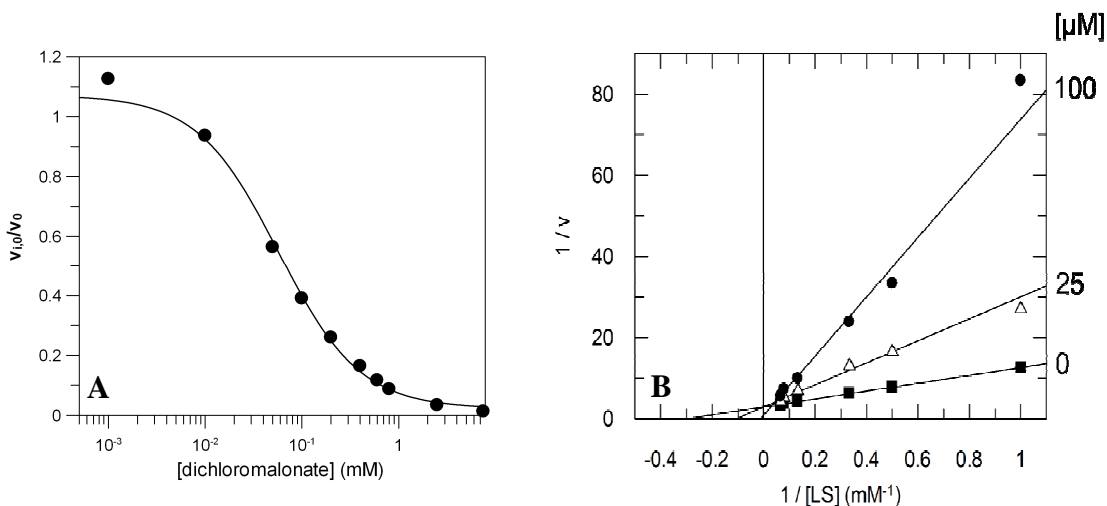 1.2
1
0.8
0.6
0.4
0.2
0
v_{i,0}/v_0
A
10^{-3}
10^{-2}
10^{-1}
1
[dichloromalonate] (mM)
[µM]
80
60
40
20
0
1 / v
100
25
0
B
-0.4 -0.2 0 0.2 0.4 0.6 0.8 1
1 / [LS] (mM^{-1})